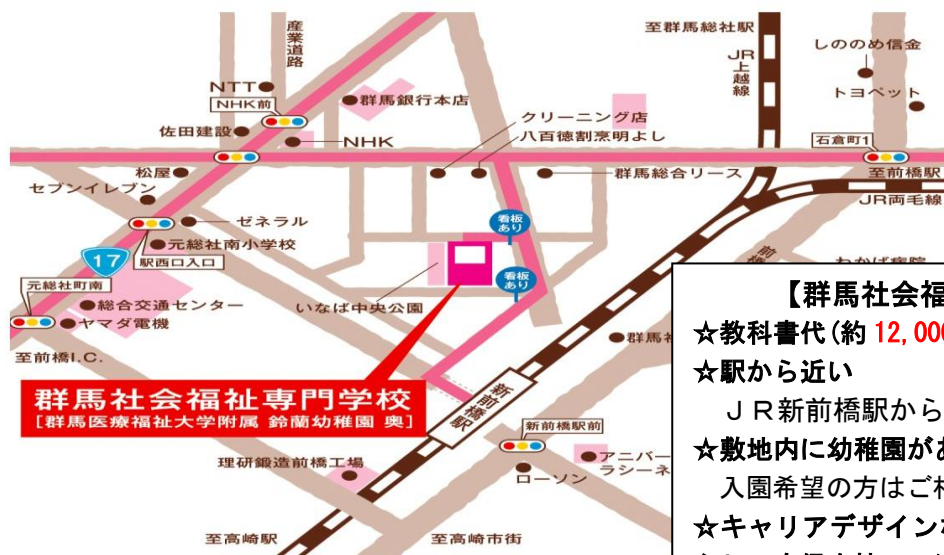 産業道路
至群馬総社駅
JR上越線
しののめ信金
トヨペット
NTT
NHK前
群馬銀行本店
クリーニング店
八百徳割烹明よし
佐田建設
NHK
石倉町1
松屋
群馬総合リース
至前橋駅
セブンイレブン
JR両毛線
ゼネラル
看板あり
元総社南小学校
駅西口入口
17
看板あり
元総社町南
総合交通センター
いなば中央公園
ヤマダ電機
至前橋I.C.
群馬社会福祉専門学校
[群馬医療福祉大学附属 鈴蘭幼稚園 奥]
新前橋駅
新前橋駅前
理研鍛造前橋工場
ローソン
アニバー
ラシーネ
至高崎駅
至高崎市街
【群馬社会福
☆教科書代(約 12,000
☆駅から近い
ＪＲ新前橋駅から
☆敷地内に幼稚園があ
入園希望の方はご相
☆キャリアデザイン